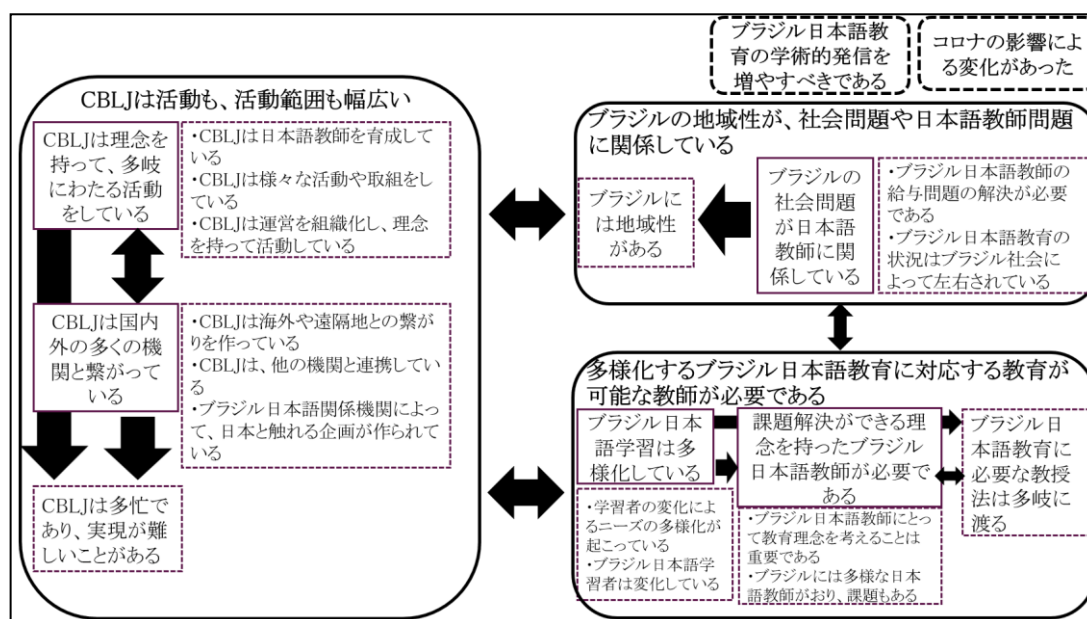 ブラジル日本語教
育の学術的発信を
増やすべきである
コロナの影響によ
る変化があった
CBLJは活動も、活動範囲も幅広い
CBLJは理念を
持って、多岐
にわたる活動
をしている
・CBLJは日本語教師を育成して
いる
・CBLJは様々な活動や取組をし
ている
・CBLJは運営を組織化し、理念
を持って活動している
CBLJは国内
外の多くの機
関と繋がって
いる
・CBLJは海外や遠隔地との繋が
りを作っている
・CBLJは、他の機関と連携してい
る
・ブラジル日本語関係機関によっ
て、日本と触れる企画が作られて
いる
CBLJは多忙で
あり、実現が難
しいことがある
ブラジルの地域性が、社会問題や日本語教師問題
に関係している
ブラジルに
は地域性
がある
ブラジルの
社会問題
が日本語
教師に関
係している
・ブラジル日本語教師の
給与問題の解決が必要
である
・ブラジル日本語教育の
状況はブラジル社会に
よって左右されている
多様化するブラジル日本語教育に対応する教育が
可能な教師が必要である
ブラジル日本
語学習は多
様化している
・学習者の変化によ
るニーズの多様化が
起こっている
・ブラジル日本語学
習者は変化している
課題解決ができる理
念を持ったブラジル
日本語教師が必要で
ある
・ブラジル日本語教師にとっ
て教育理念を考えることは
重要である
・ブラジルには多様な日本
語教師がおり、課題もある
ブラジル日
本語教育に
必要な教授
法は多岐に
渡る